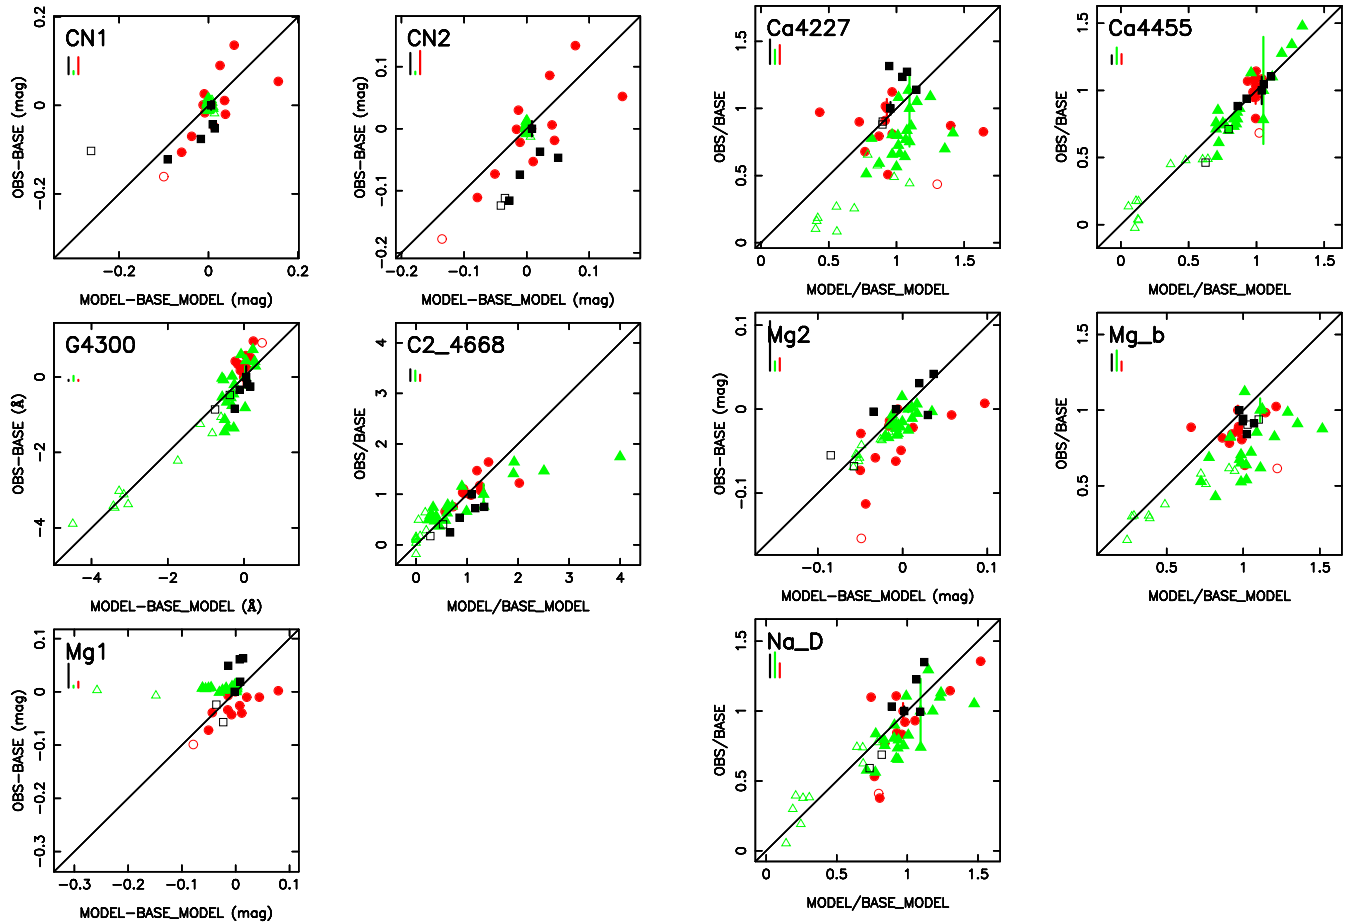 CN1
0.2
0
−0.2
OBS−BASE (mag)
−0.2
0
0.2
MODEL−BASE_MODEL (mag)
CN2
0.1
0
−0.1
−0.2
OBS−BASE (mag)
−0.2
−0.1
0
0.1
MODEL−BASE_MODEL (mag)
Ca4227
1.5
1
0.5
0
OBS/BASE
0
0.5
1
1.5
MODEL/BASE_MODEL
Ca4455
1.5
1
0.5
0
OBS/BASE
0
0.5
1
1.5
MODEL/BASE_MODEL
G4300
0
−2
−4
OBS−BASE (Å)
−4
−2
0
MODEL−BASE_MODEL (Å)
C2_4668
4
3
2
1
0
OBS/BASE
0
1
2
3
4
MODEL/BASE_MODEL
Mg2
0.1
0
−0.1
OBS−BASE (mag)
−0.1
0
0.1
MODEL−BASE_MODEL (mag)
Mg_b
1.5
1
0.5
OBS/BASE
0.5
1
1.5
MODEL/BASE_MODEL
Mg1
0.1
0
−0.1
−0.2
−0.3
OBS−BASE (mag)
−0.3
−0.2
−0.1
0
0.1
MODEL−BASE_MODEL (mag)
Na_D
1.5
1
0.5
0
OBS/BASE
0
0.5
1
1.5
MODEL/BASE_MODEL